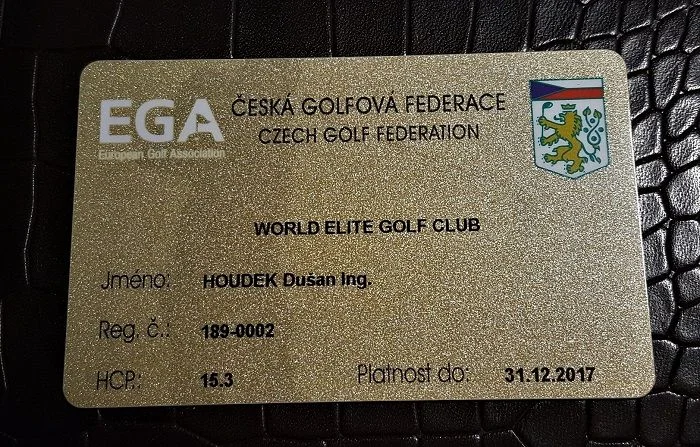 EGA
European Golf Association
ČESKÁ GOLFOVÁ FEDERACE
CZECH GOLF FEDERATION
WORLD ELITE GOLF CLUB
Jméno: HOUDEK Dušan Ing.
Reg. č.: 189-0002
HCP.: 15.3 Platnost do: 31.12.2017